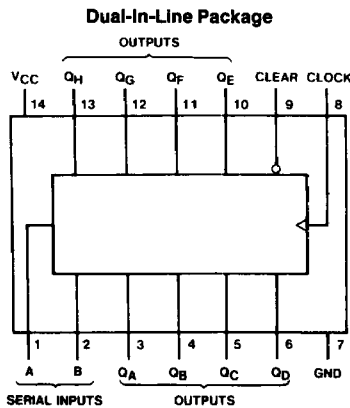 Dual-In-Line Package
OUTPUTS
VCC QH QG QF QE CLEAR CLOCK
14 13 12 11 10 9 8
1 2 3 4 5 6 7
A B QA QB QC QD GND
SERIAL INPUTS OUTPUTS